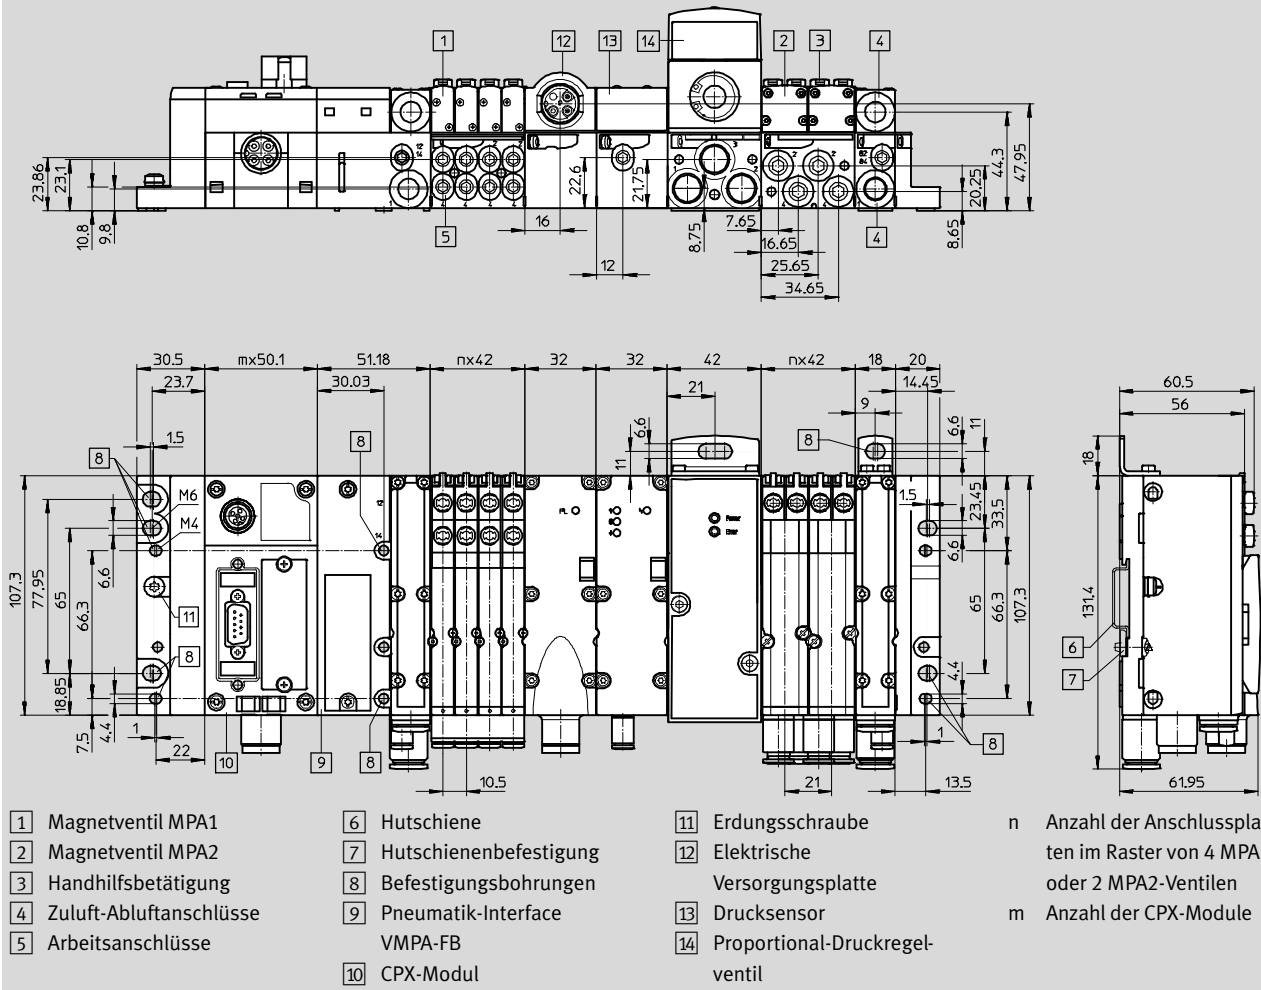 1 12 13 14 2 3 4
23.86
23.1
10.8
9.8
5
16
22.6
12
21.75
8.75
7.65
16.65
25.65
34.65
4
8.65
20.25
44.3
47.95
30.5 mx50.1 51.18 nx42 32 32 42 nx42 18 20
23.7 30.03 21 14.45
9
60.5
56
1.5
8
8
6.6
11
8
6.6
11
18
M6
M4
1.5
23.45
33.5
6.6
107.3
77.95
6.6
65
66.3
11
8
18.85
7.5
4.4
1
22
10
9
8
10.5
21
13.5
1
8
4.4
65
66.3
107.3
131.4
6
7
61.95
1 Magnetventil MPA1
2 Magnetventil MPA2
3 Handhilfsbetätigung
4 Zuluft-Abluftanschlüsse
5 Arbeitsanschlüsse
6 Hutschiene
7 Hutschienenbefestigung
8 Befestigungsbohrungen
9 Pneumatik-Interface
VMPA-FB
10 CPX-Modul
11 Erdungsschraube
12 Elektrische
Versorgungsplatte
13 Drucksensor
14 Proportional-Druckregel-
ventil
n Anzahl der Anschlusspla
ten im Raster von 4 MPA
oder 2 MPA2-Ventilen
m Anzahl der CPX-Module